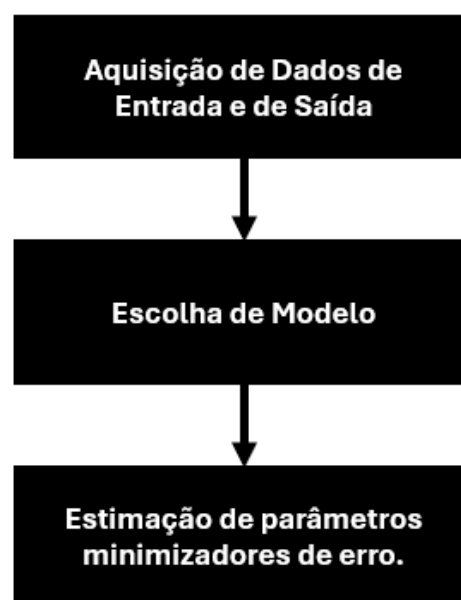 Aquisição de Dados de
Entrada e de Saída
Escolha de Modelo
Estimação de parâmetros
minimizadores de erro.